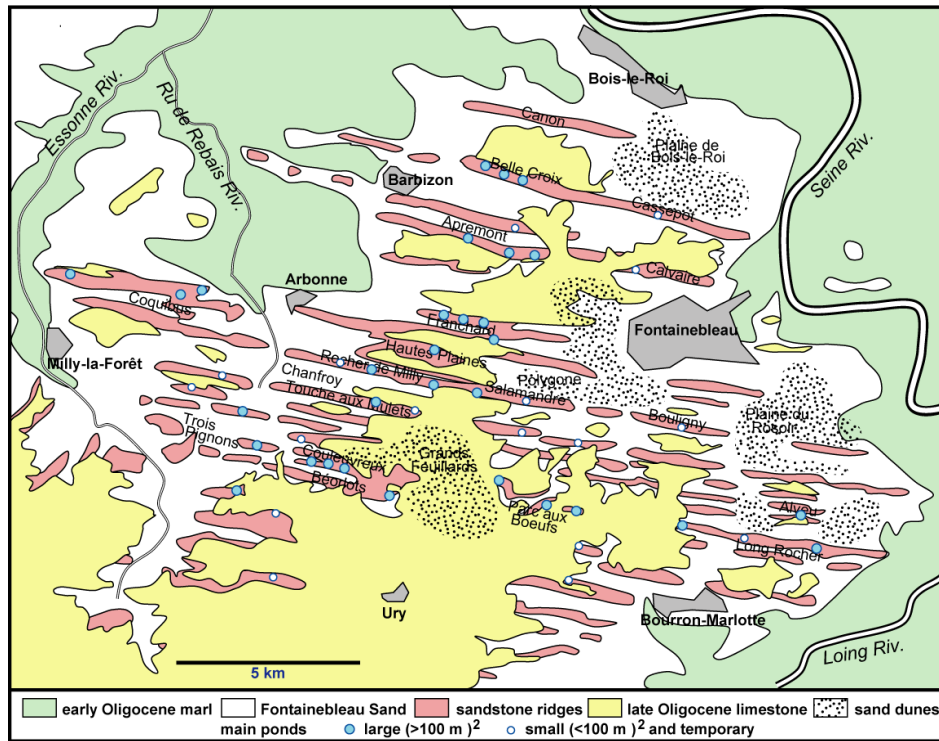 Bois-le-Roi
Essonne Riv.
Ru de Rebais Riv.
Seine Riv.
Canon
Plaine de
Bois-le-Roi
Belle Croix
Barbizon
Cassepot
Apremont
Calvaire
Arbonne
Coquibus
Franchard
Fontainebleau
Hautes Plaines
Milly-la-Forêt
Rocher de Milly
Chanfroy
Polygone
Salamandre
Touche aux Mulets
Bouligny
Plaine du
Rosoir
Trois
Pignons
Coulenvreux
Grands
Feuillards
Béorlots
Parc aux
Boeufs
Alveu
Long Rocher
Ury
Bourron-Marlotte
Loing Riv.
5 km
early Oligocene marl Fontainebleau Sand sandstone ridges late Oligocene limestone sand dunes
main ponds large (>100 m )² small (<100 m )² and temporary